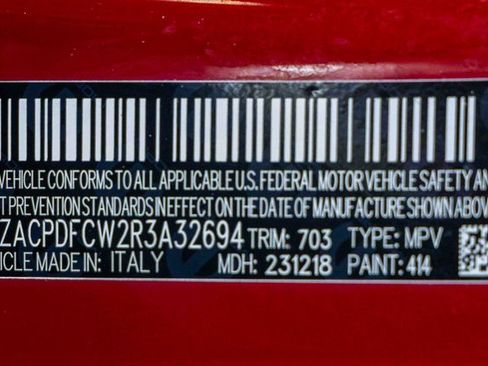 VEHICLE CONFORMS TO ALL APPLICABLE U.S. FEDERAL MOTOR VEHICLE SAFETY AN
T PREVENTION STANDARDS IN EFFECT ON THE DATE OF MANUFACTURE SHOWN ABOV
ZACPDFCW2R3A32694 TRIM: 703 TYPE: MPV
ICLE MADE IN: ITALY MDH: 231218 PAINT: 414